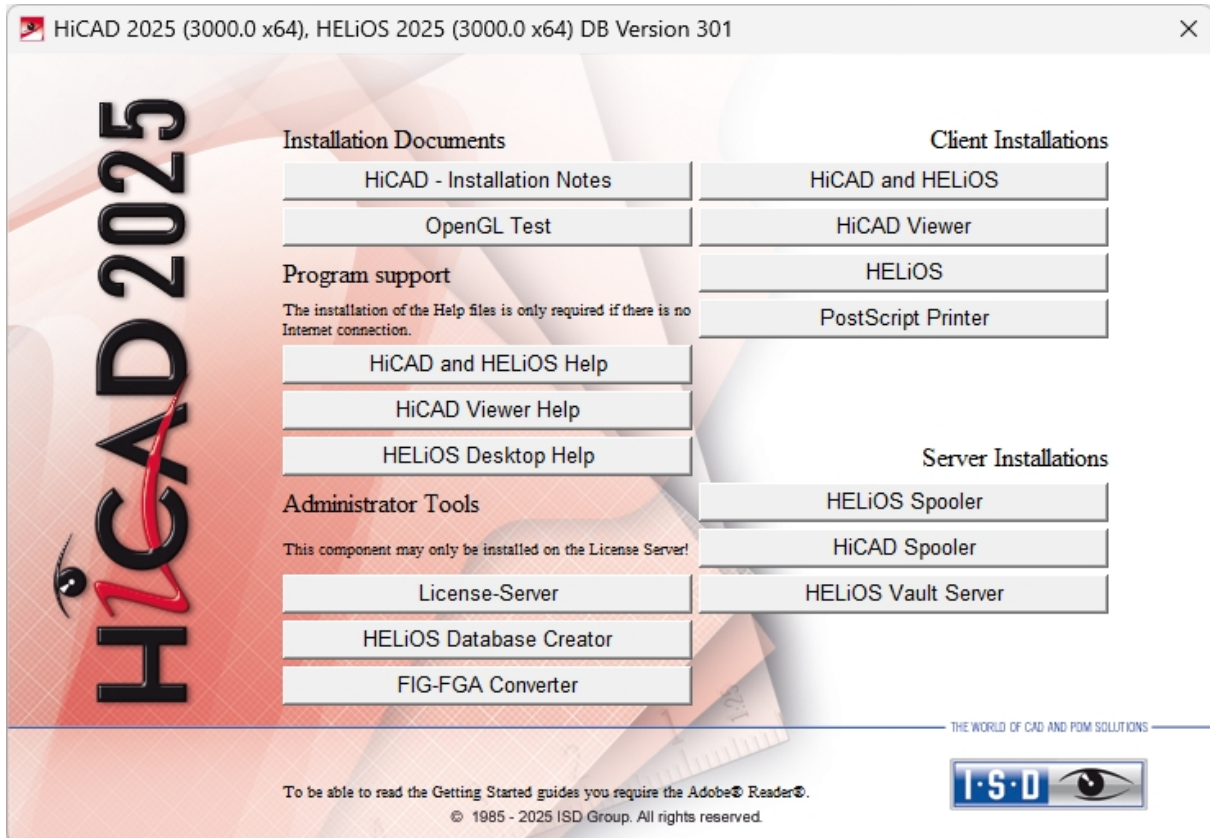 HiCAD 2025 (3000.0 x64), HELiOS 2025 (3000.0 x64) DB Version 301
HiCAD 2025
Installation Documents
HiCAD - Installation Notes
OpenGL Test
Program support
The installation of the Help files is only required if there is no
Internet connection.
HiCAD and HELiOS Help
HiCAD Viewer Help
HELiOS Desktop Help
Administrator Tools
This component may only be installed on the License Server!
License-Server
HELiOS Database Creator
FIG-FGA Converter
Client Installations
HiCAD and HELiOS
HiCAD Viewer
HELiOS
PostScript Printer
Server Installations
HELiOS Spooler
HiCAD Spooler
HELiOS Vault Server
THE WORLD OF CAD AND PDM SOLUTIONS
I·S·D
To be able to read the Getting Started guides you require the Adobe® Reader®.
© 1985 - 2025 ISD Group. All rights reserved.